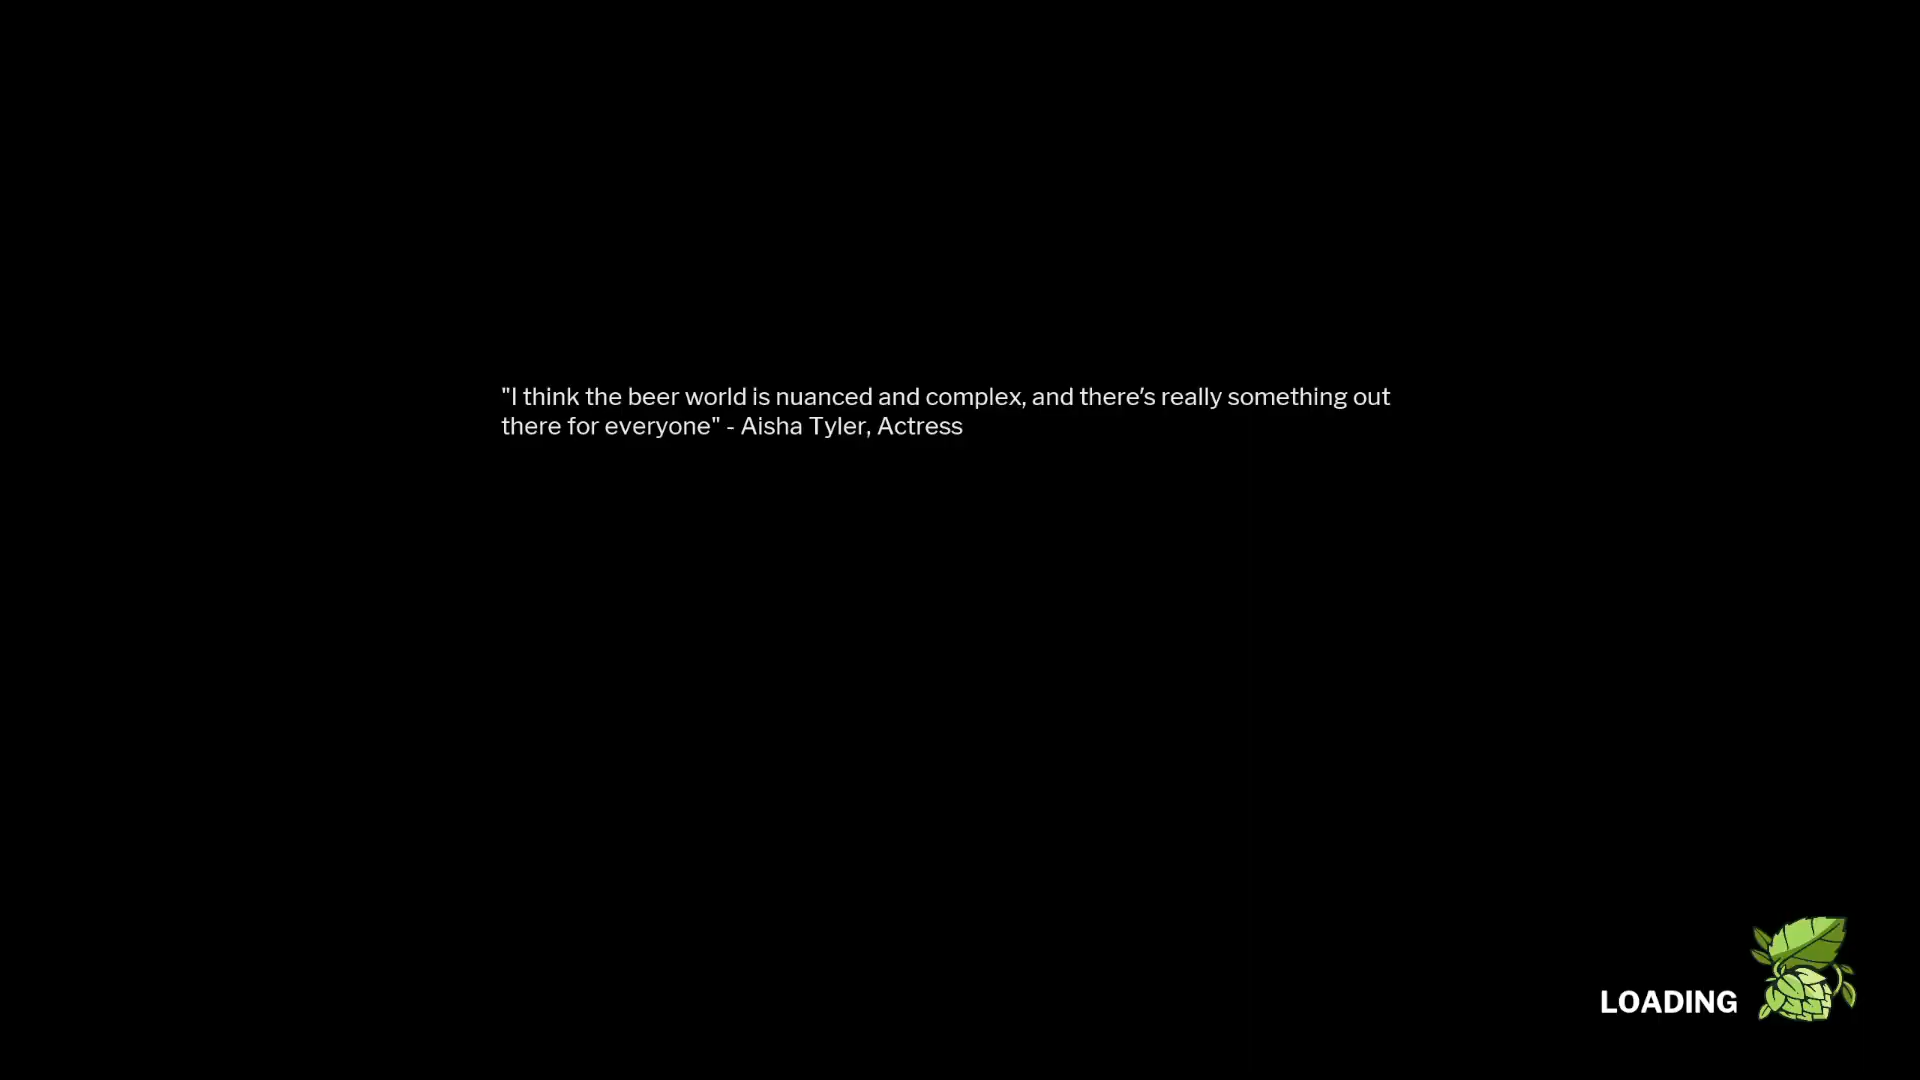 "I think the beer world is nuanced and complex, and there's really something out
there for everyone" - Aisha Tyler, Actress
LOADING